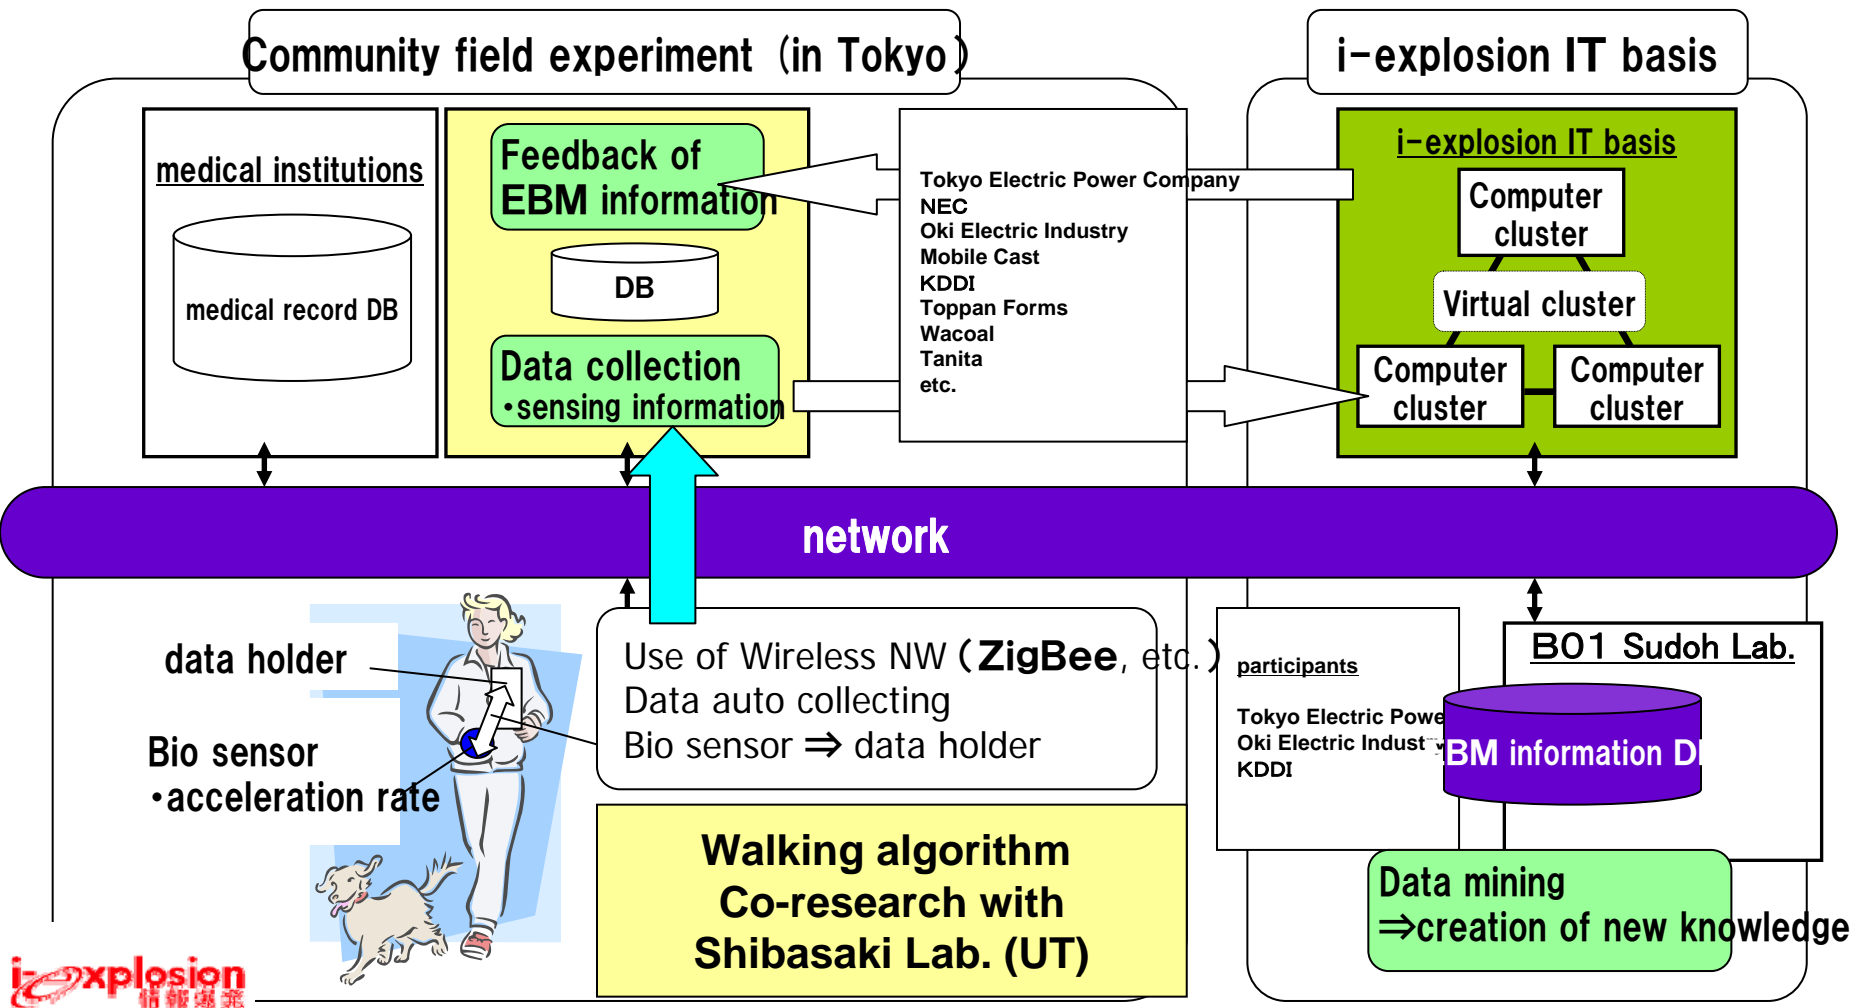 Community field experiment (in Tokyo)
i-explosion IT basis
medical institutions
medical record DB
Feedback of
EBM information
DB
Data collection
・sensing information
Tokyo Electric Power Company
NEC
Oki Electric Industry
Mobile Cast
KDDI
Toppan Forms
Wacoal
Tanita
etc.
i-explosion IT basis
Computer
cluster
Virtual cluster
Computer
cluster
Computer
cluster
network
data holder
Bio sensor
・acceleration rate
Use of Wireless NW (ZigBee, etc.)
Data auto collecting
Bio sensor ⇒ data holder
Walking algorithm
Co-research with
Shibasaki Lab. (UT)
participants
Tokyo Electric Powe
Oki Electric Industry
KDDI
B01 Sudoh Lab.
BM information D
Data mining
⇒creation of new knowledge
i-explosion
情報爆発